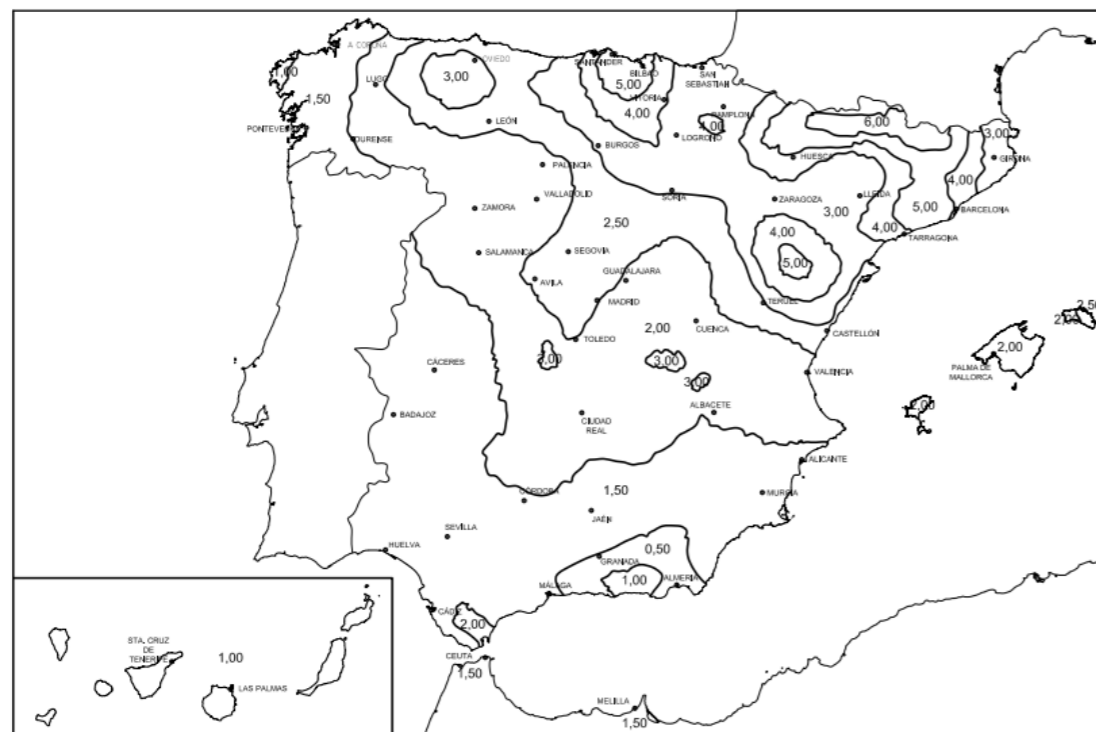 A CORUÑA
OVIEDO
SANTANDER
BILBAO
SAN
SEBASTIAN
1,00
3,00
5,00
LUGO
VITORIA
1,50
PAMPLONA
4,00
6,00
LEÓN
4,00
PONTEVEDRA
OURENSE
LOGROÑO
3,00
BURGOS
HUESCA
GIRONA
PALENCIA
4,00
VALLADOLID
SORIA
ZARAGOZA
LLEIDA
ZAMORA
3,00
5,00
BARCELONA
2,50
4,00
4,00
TARRAGONA
SALAMANCA
SEGOVIA
5,00
GUADALAJARA
AVILA
MADRID
TERUEL
2,50
2,00
2,00
CUENCA
CASTELLÓN
TOLEDO
2,00
3,00
3,00
PALMA DE
MALLORCA
CÁCERES
VALENCIA
3,00
2,00
BADAJOZ
CIUDAD
REAL
ALBACETE
ALICANTE
1,50
CÓRDOBA
MURCIA
JAÉN
SEVILLA
HUELVA
0,50
GRANADA
1,00
ALMERIA
MÁLAGA
CÁDIZ
2,00
STA. CRUZ
DE
TENERIFE
1,00
CEUTA
1,50
LAS PALMAS
MELILLA
1,50